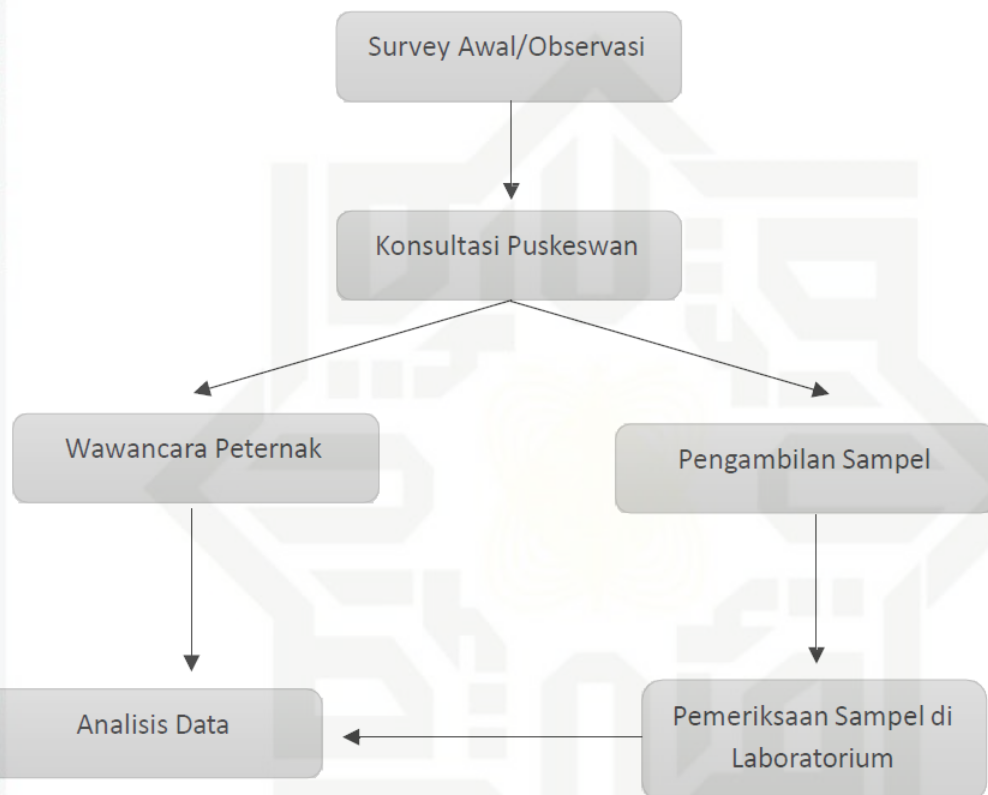 Survey Awal/Observasi
Konsultasi Puskeswan
Wawancara Peternak
Pengambilan Sampel
Analisis Data
Pemeriksaan Sampel di
Laboratorium